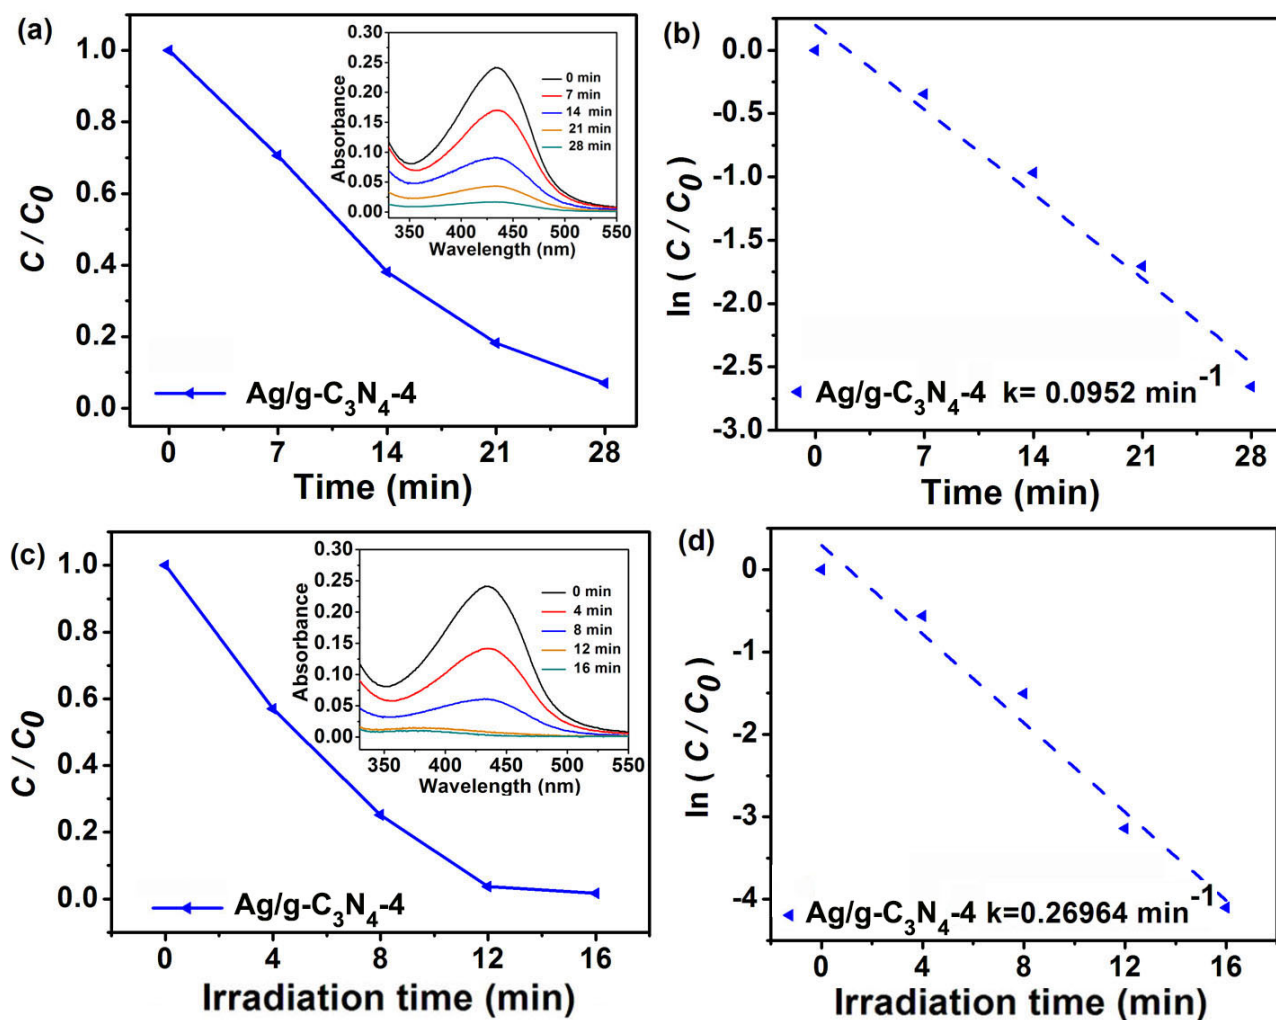 (a)
C / C0
1.0
0.8
0.6
0.4
0.2
0.0
0 7 14 21 28
Time (min)
Ag/g-C3N4-4
Absorbance
0.30
0.25
0.20
0.15
0.10
0.05
0.00
350 400 450 500 550
Wavelength (nm)
0 min
7 min
14 min
21 min
28 min
(b)
ln ( C / C0 )
0.0
-0.5
-1.0
-1.5
-2.0
-2.5
-3.0
0 7 14 21 28
Time (min)
Ag/g-C3N4-4 k= 0.0952 min-1
(c)
C / C0
1.0
0.8
0.6
0.4
0.2
0.0
0 4 8 12 16
Irradiation time (min)
Ag/g-C3N4-4
Absorbance
0.30
0.25
0.20
0.15
0.10
0.05
0.00
350 400 450 500 550
Wavelength (nm)
0 min
4 min
8 min
12 min
16 min
(d)
ln ( C / C0 )
0
-1
-2
-3
-4
0 4 8 12 16
Irradiation time (min)
Ag/g-C3N4-4 k=0.26964 min-1